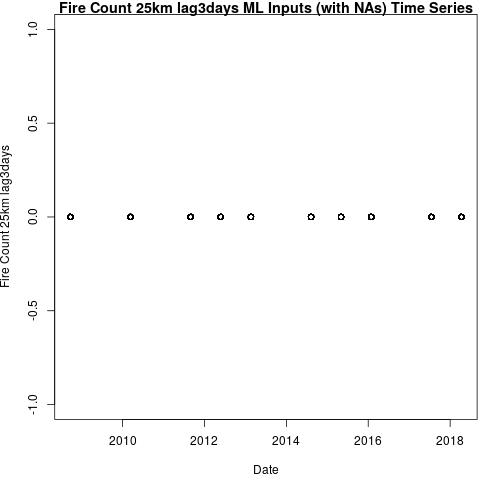 Fire Count 25km lag3days ML Inputs (with NAs) Time Series
Fire Count 25km lag3days
1.0
0.5
0.0
-0.5
-1.0
2010 2012 2014 2016 2018
Date